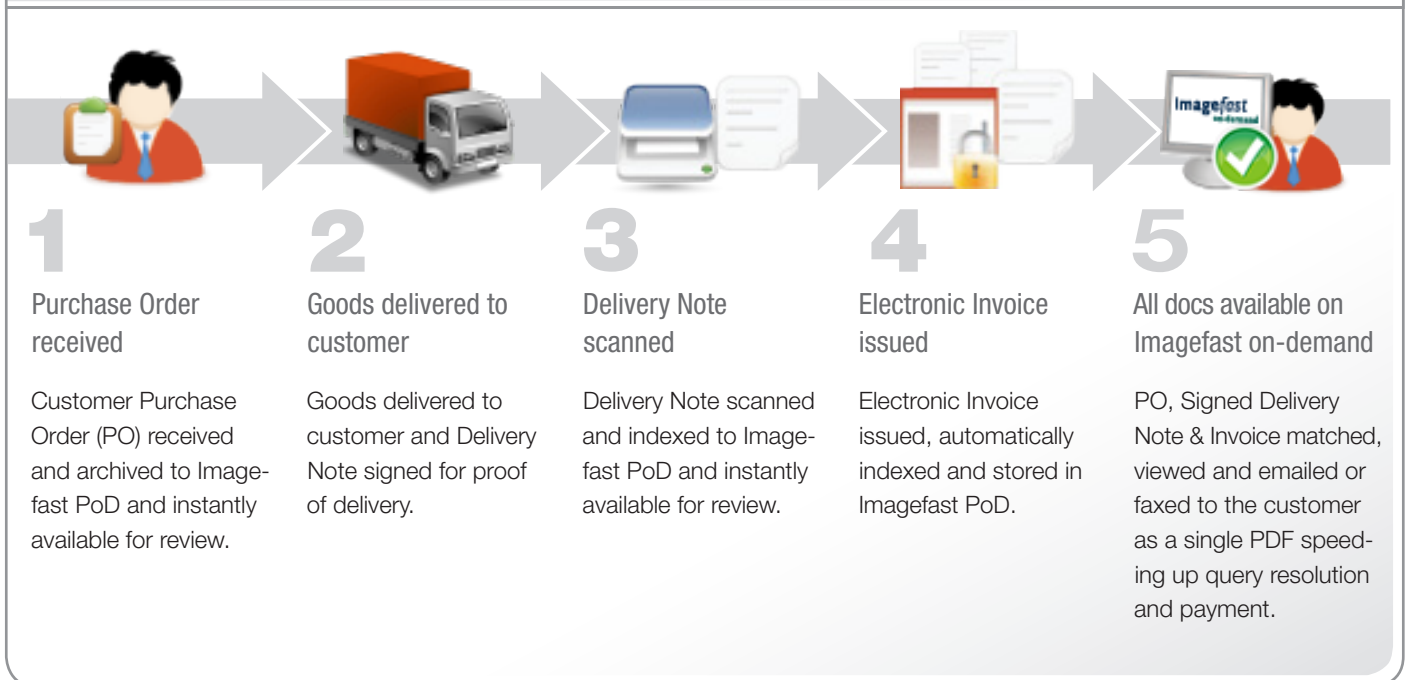 Imagefast
on-demand
1
Purchase Order
received
Customer Purchase
Order (PO) received
and archived to Image-
fast PoD and instantly
available for review.
2
Goods delivered to
customer
Goods delivered to
customer and Delivery
Note signed for proof
of delivery.
3
Delivery Note
scanned
Delivery Note scanned
and indexed to Image-
fast PoD and instantly
available for review.
4
Electronic Invoice
issued
Electronic Invoice
issued, automatically
indexed and stored in
Imagefast PoD.
5
All docs available on
Imagefast on-demand
PO, Signed Delivery
Note & Invoice matched,
viewed and emailed or
faxed to the customer
as a single PDF speed-
ing up query resolution
and payment.